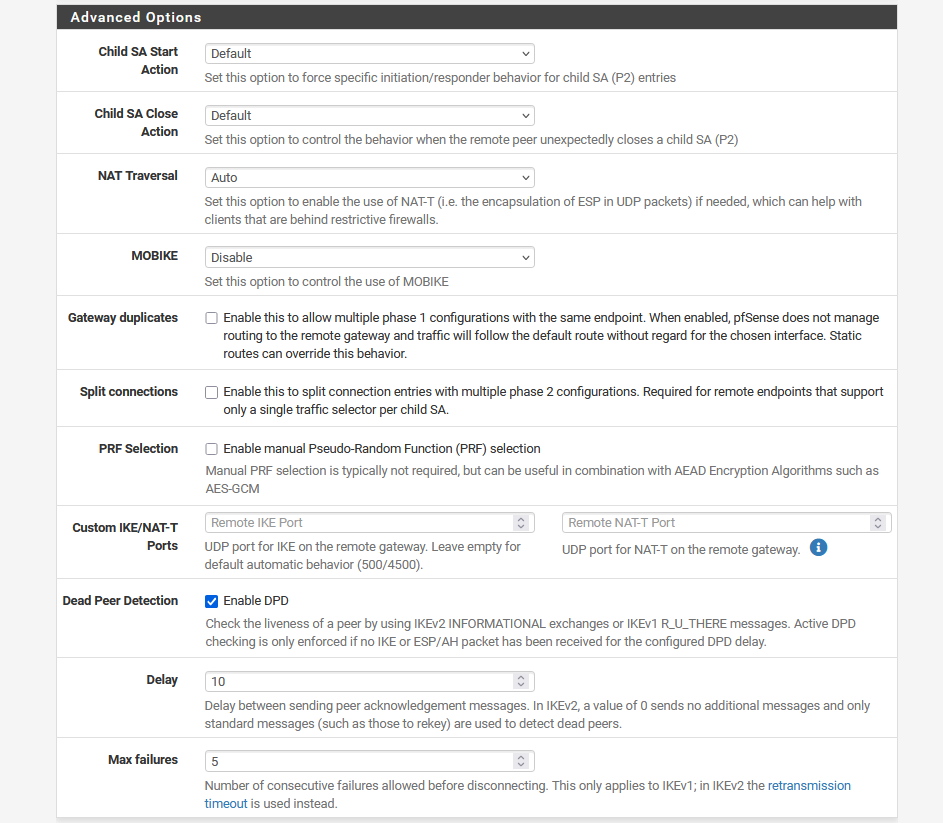 Advanced Options
Child SA Start
Action
Default
Set this option to force specific initiation/responder behavior for child SA (P2) entries
Child SA Close
Action
Default
Set this option to control the behavior when the remote peer unexpectedly closes a child SA (P2)
NAT Traversal
Auto
Set this option to enable the use of NAT-T (i.e. the encapsulation of ESP in UDP packets) if needed, which can help with
clients that are behind restrictive firewalls.
MOBIKE
Disable
Set this option to control the use of MOBIKE
Gateway duplicates
Enable this to allow multiple phase 1 configurations with the same endpoint. When enabled, pfSense does not manage
routing to the remote gateway and traffic will follow the default route without regard for the chosen interface. Static
routes can override this behavior.
Split connections
Enable this to split connection entries with multiple phase 2 configurations. Required for remote endpoints that support
only a single traffic selector per child SA.
PRF Selection
Enable manual Pseudo-Random Function (PRF) selection
Manual PRF selection is typically not required, but can be useful in combination with AEAD Encryption Algorithms such as
AES-GCM
Custom IKE/NAT-T
Ports
Remote IKE Port
UDP port for IKE on the remote gateway. Leave empty for
default automatic behavior (500/4500).
Remote NAT-T Port
UDP port for NAT-T on the remote gateway.
Dead Peer Detection
Enable DPD
Check the liveness of a peer by using IKEv2 INFORMATIONAL exchanges or IKEv1 R_U_THERE messages. Active DPD
checking is only enforced if no IKE or ESP/AH packet has been received for the configured DPD delay.
Delay
10
Delay between sending peer acknowledgement messages. In IKEv2, a value of 0 sends no additional messages and only
standard messages (such as those to rekey) are used to detect dead peers.
Max failures
5
Number of consecutive failures allowed before disconnecting. This only applies to IKEv1; in IKEv2 the retransmission
timeout is used instead.